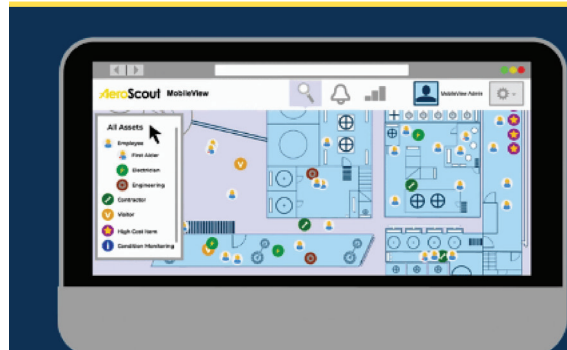 AeroScout MobileView
MobileView Admin
All Assets
Employee
First Aider
Electrician
Engineering
Contractor
Visitor
High Cost Item
Condition Monitoring